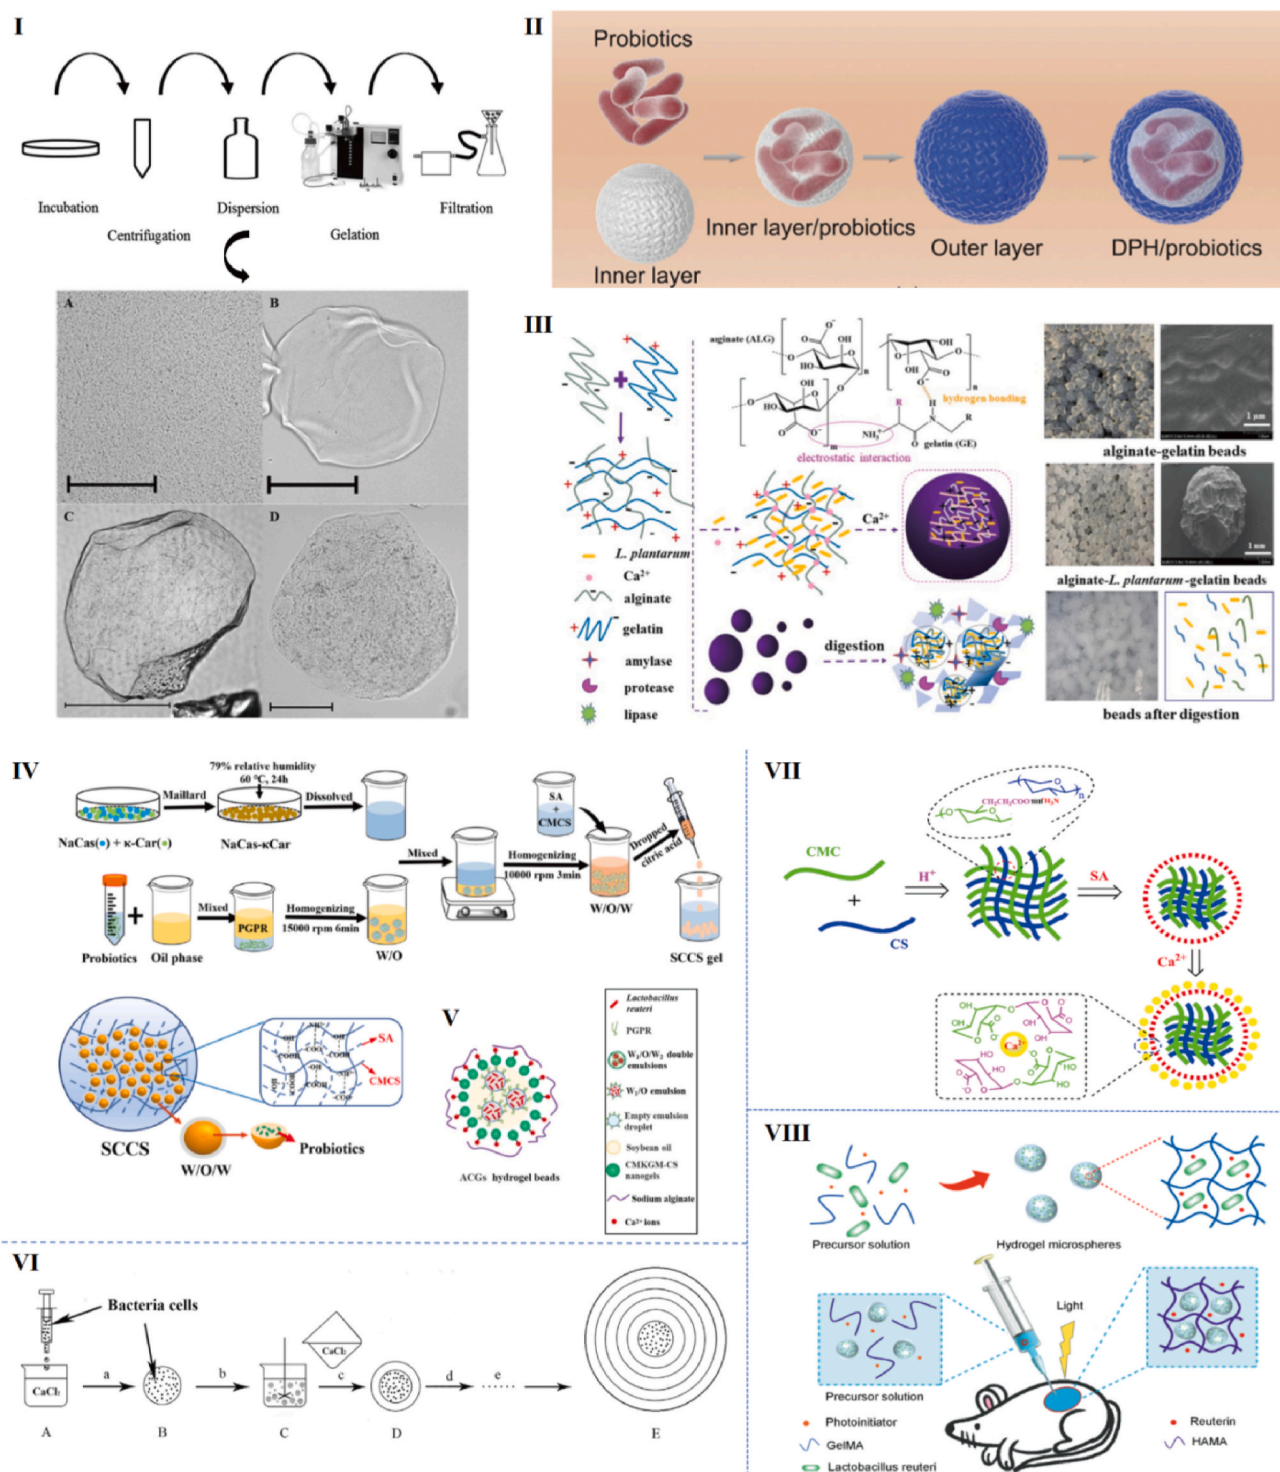 I
Incubation
Centrifugation
Dispersion
Gelation
Filtration
A
B
C
D
II
Probiotics
Inner layer
Inner layer/probiotics
Outer layer
DPH/probiotics
III
alginate (ALG)
hydrogen bonding
gelatin (GE)
electrostatic interaction
Ca²⁺
L. plantarum
Ca²⁺
alginate
gelatin
amylase
protease
lipase
digestion
1 µm
alginate-gelatin beads
1 mm
alginate-L. plantarum-gelatin beads
beads after digestion
IV
79% relative humidity
60 °C, 24h
Maillard
Dissolved
NaCas(●) + κ-Car(●)
NaCas-κCar
Mixed
SA
+
CMCS
Homogenizing
10000 rpm 3min
W/O/W
Dropped
citric acid
SCCS gel
Probiotics
Oil phase
Mixed
PGPR
Homogenizing
15000 rpm 6min
W/O
SCCS
W/O/W
Probiotics
SA
CMCS
V
ACGs hydrogel beads
Lactobacillus
reuteri
PGPR
W₁/O/W₂ double
emulsions
W₁/O emulsion
Empty emulsion
droplet
Soybean oil
CMKGM-CS
nanogels
Sodium alginate
Ca²⁺ ions
VI
Bacteria cells
CaCl₂
CaCl₂
a
b
c
d
e
A
B
C
D
E
VII
CMC
+
CS
H⁺
SA
Ca²⁺
Ca²⁺
VIII
Precursor solution
Hydrogel microspheres
Light
Precursor solution
Photoinitiator
GelMA
Lactobacillus reuteri
Reuterin
HAMA